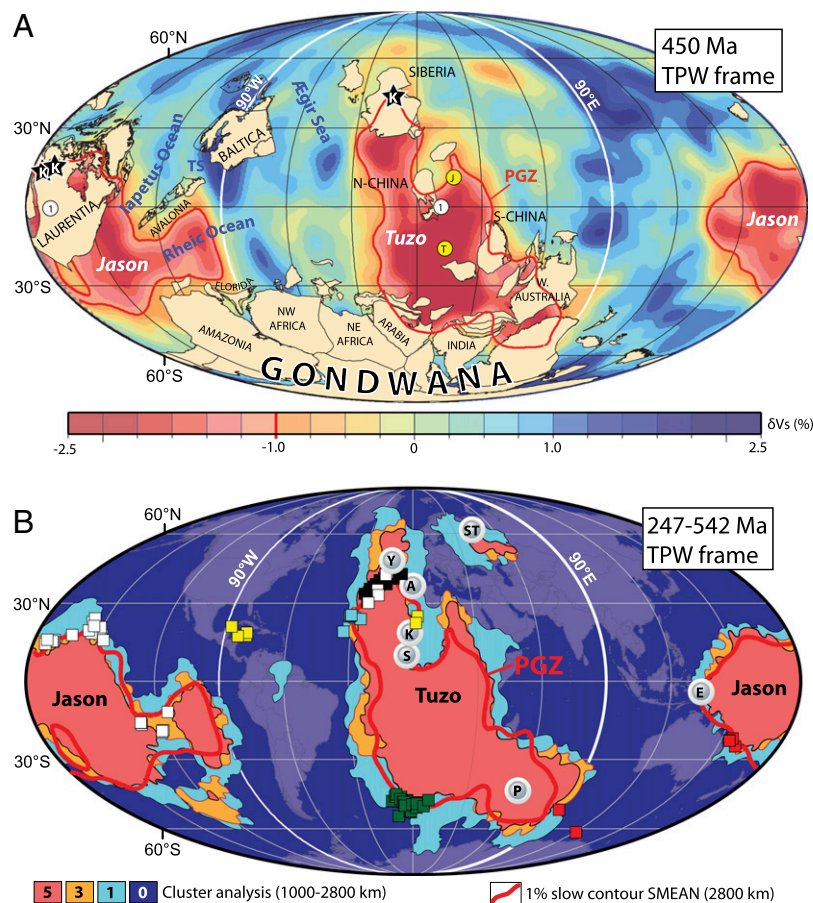 A
60°N
450 Ma
TPW frame
SIBERIA
K
90°W
90°E
Ægir Sea
30°N
BALTICA
Iapetus Ocean
TS
K
K
N-CHINA
J
PGZ
1
1
LAURENTIA
AVALONIA
S-CHINA
Rheic Ocean
Tuzo
T
Jason
Jason
30°S
FLORIDA
W.
AUSTRALIA
NW
AFRICA
NE
AFRICA
ARABIA
AMAZONIA
INDIA
60°S
GONDWANA
δVs (%)
-2.5
-1.0
0
1.0
2.5
B
60°N
247-542 Ma
TPW frame
ST
90°W
Y
90°E
A
30°N
K
S
PGZ
Jason
Tuzo
E
Jason
30°S
P
60°S
5 3 1 0 Cluster analysis (1000-2800 km)
1% slow contour SMEAN (2800 km)